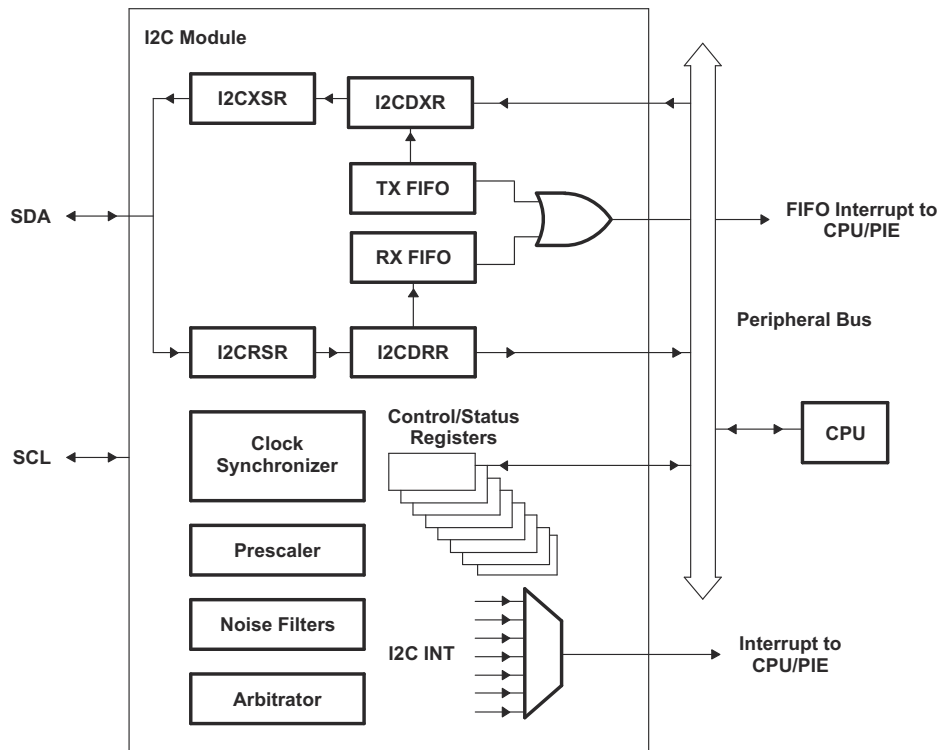 I2C Module
I2CXSR
I2CDXR
TX FIFO
SDA
FIFO Interrupt to
CPU/PIE
RX FIFO
Peripheral Bus
I2CRSR
I2CDRR
Control/Status
Registers
Clock
Synchronizer
CPU
SCL
Prescaler
Noise Filters
I2C INT
Interrupt to
CPU/PIE
Arbitrator